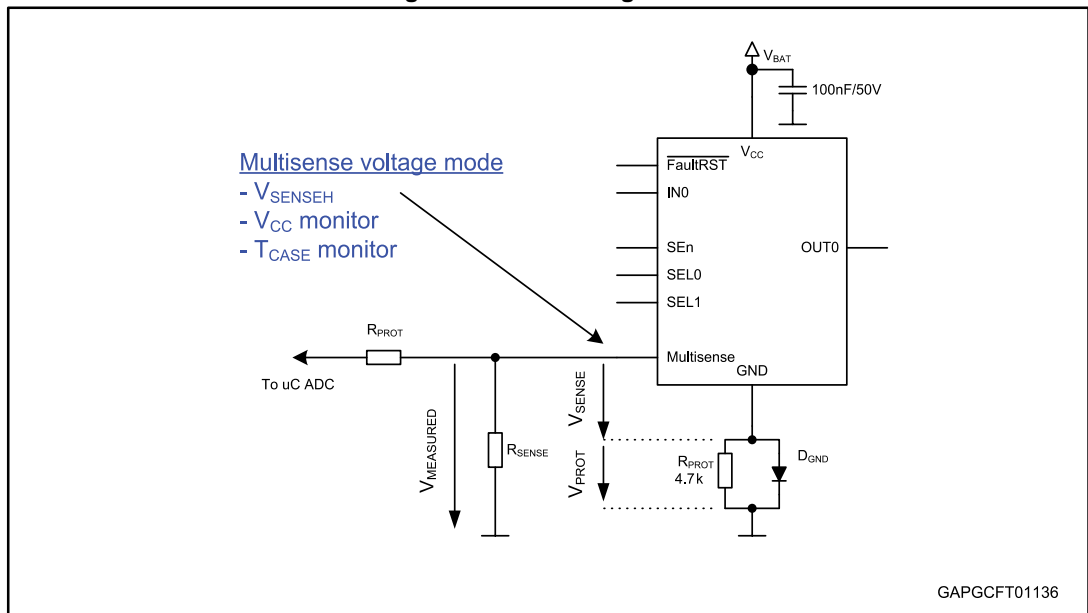 V_BAT
100nF/50V
V_CC
Multisense voltage mode
- V_SENSEH
- V_CC monitor
- T_CASE monitor
FaultRST
IN0
SEn
SEL0
SEL1
OUT0
Multisense
GND
R_PROT
To uC ADC
V_MEASURED
R_SENSE
V_SENSE
V_PROT
R_PROT
4.7k
D_GND
GAPGCFT01136